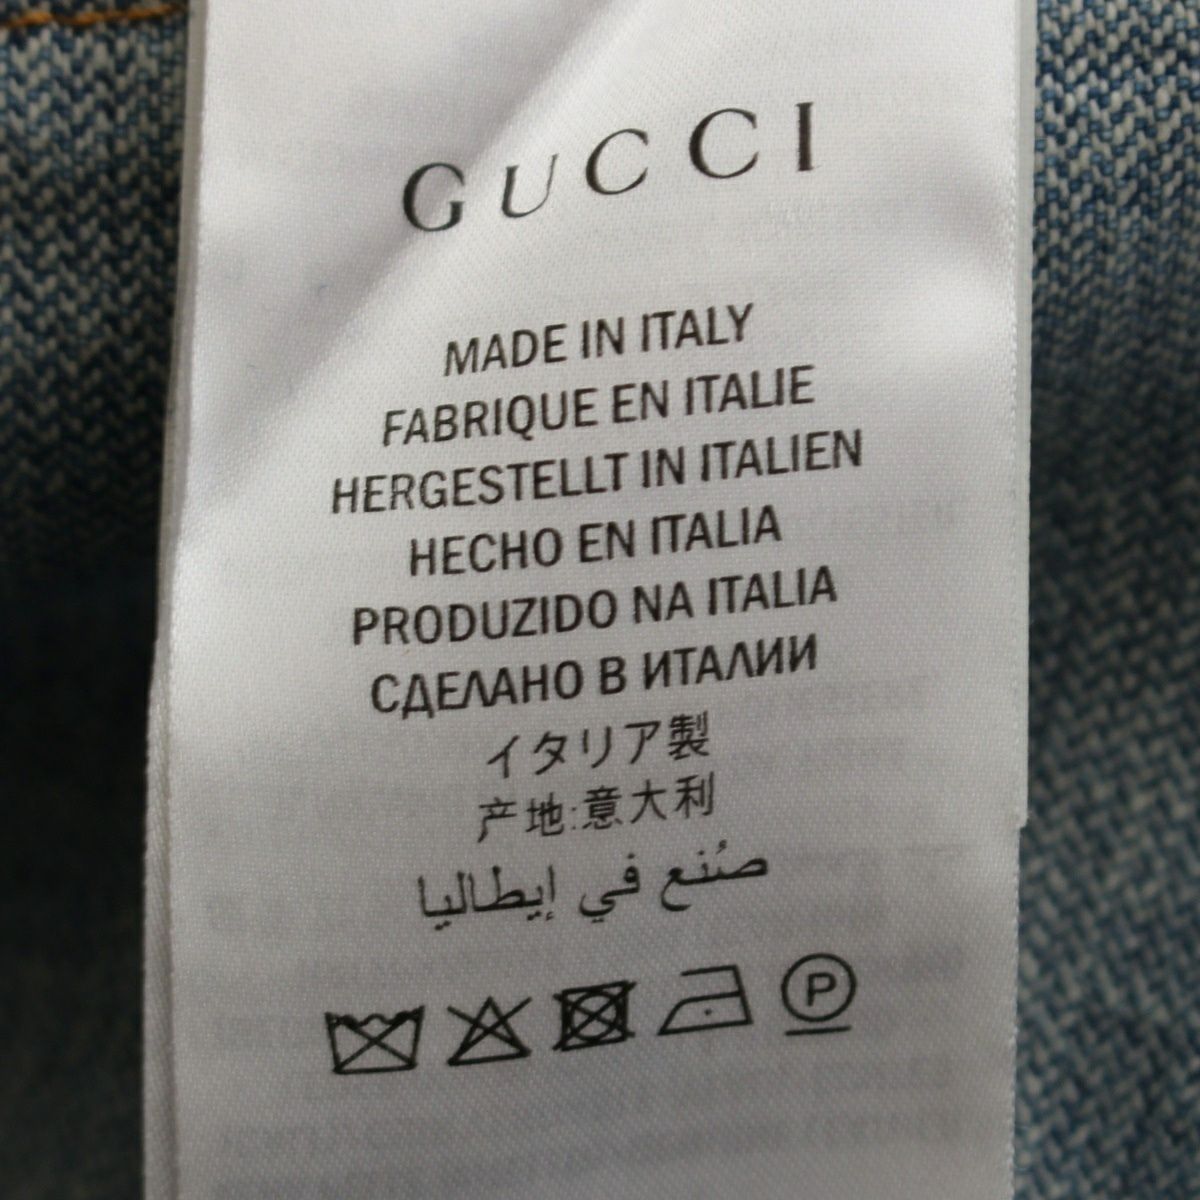 GUCCI
MADE IN ITALY
FABRIQUE EN ITALIE
HERGESTELLT IN ITALIEN
HECHO EN ITALIA
PRODUZIDO NA ITALIA
СДЕЛАНО В ИТАЛИИ
イタリア製
产地:意大利
صُنع في إيطاليا
P